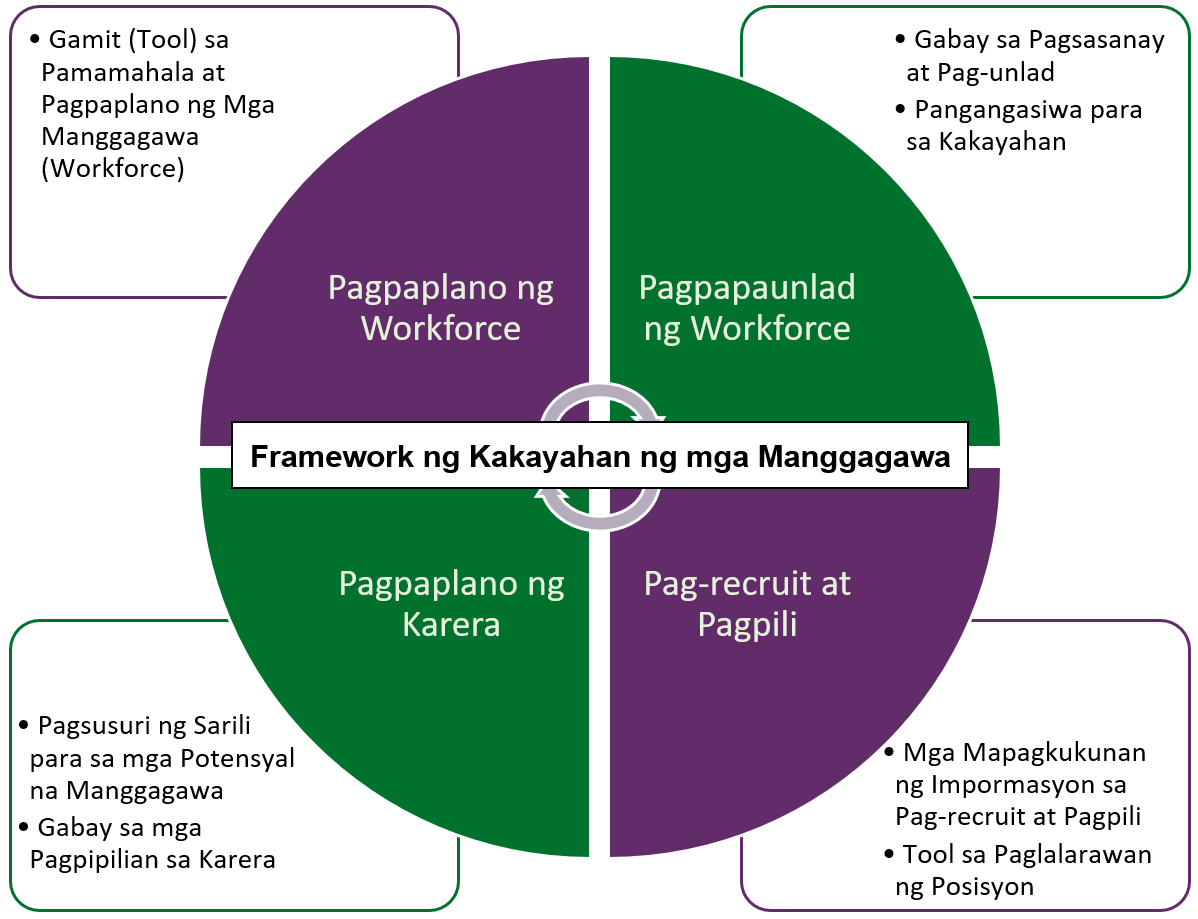 • Gamit (Tool) sa
Pamamahala at
Pagpaplano ng Mga
Manggagawa
(Workforce)
• Gabay sa Pagsasanay
at Pag-unlad
• Pangangasiwa para
sa Kakayahan
Pagpaplano ng
Workforce
Pagpapaunlad
ng Workforce
Framework ng Kakayahan ng mga Manggagawa
Pagpaplano ng
Karera
Pag-recruit at
Pagpili
• Pagsusuri ng Sarili
para sa mga Potensyal
na Manggagawa
• Gabay sa mga
Pagpipilian sa Karera
• Mga Mapagkukunan
ng Impormasyon sa
Pag-recruit at Pagpili
• Tool sa Paglalarawan
ng Posisyon